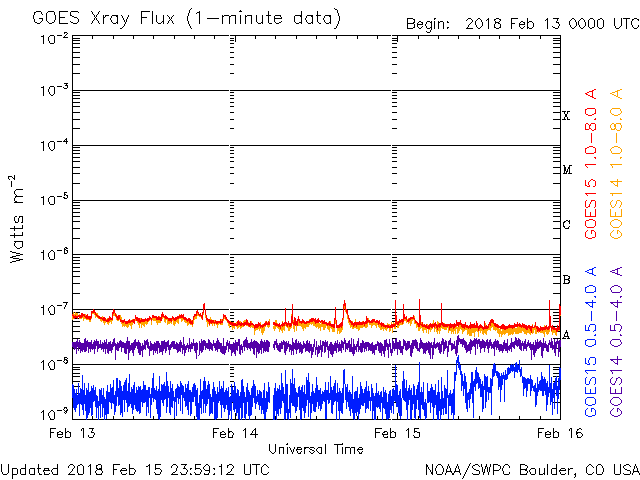 GOES Xray Flux (1-minute data)
Begin: 2018 Feb 13 0000 UTC
Watts m-2
10-2
10-3
10-4
10-5
10-6
10-7
10-8
10-9
X
M
C
B
A
GOES15 1.0-8.0 A
GOES14 1.0-8.0 A
GOES15 0.5-4.0 A
GOES14 0.5-4.0 A
Feb 13
Feb 14
Feb 15
Feb 16
Universal Time
Updated 2018 Feb 15 23:59:12 UTC
NOAA/SWPC Boulder, CO USA